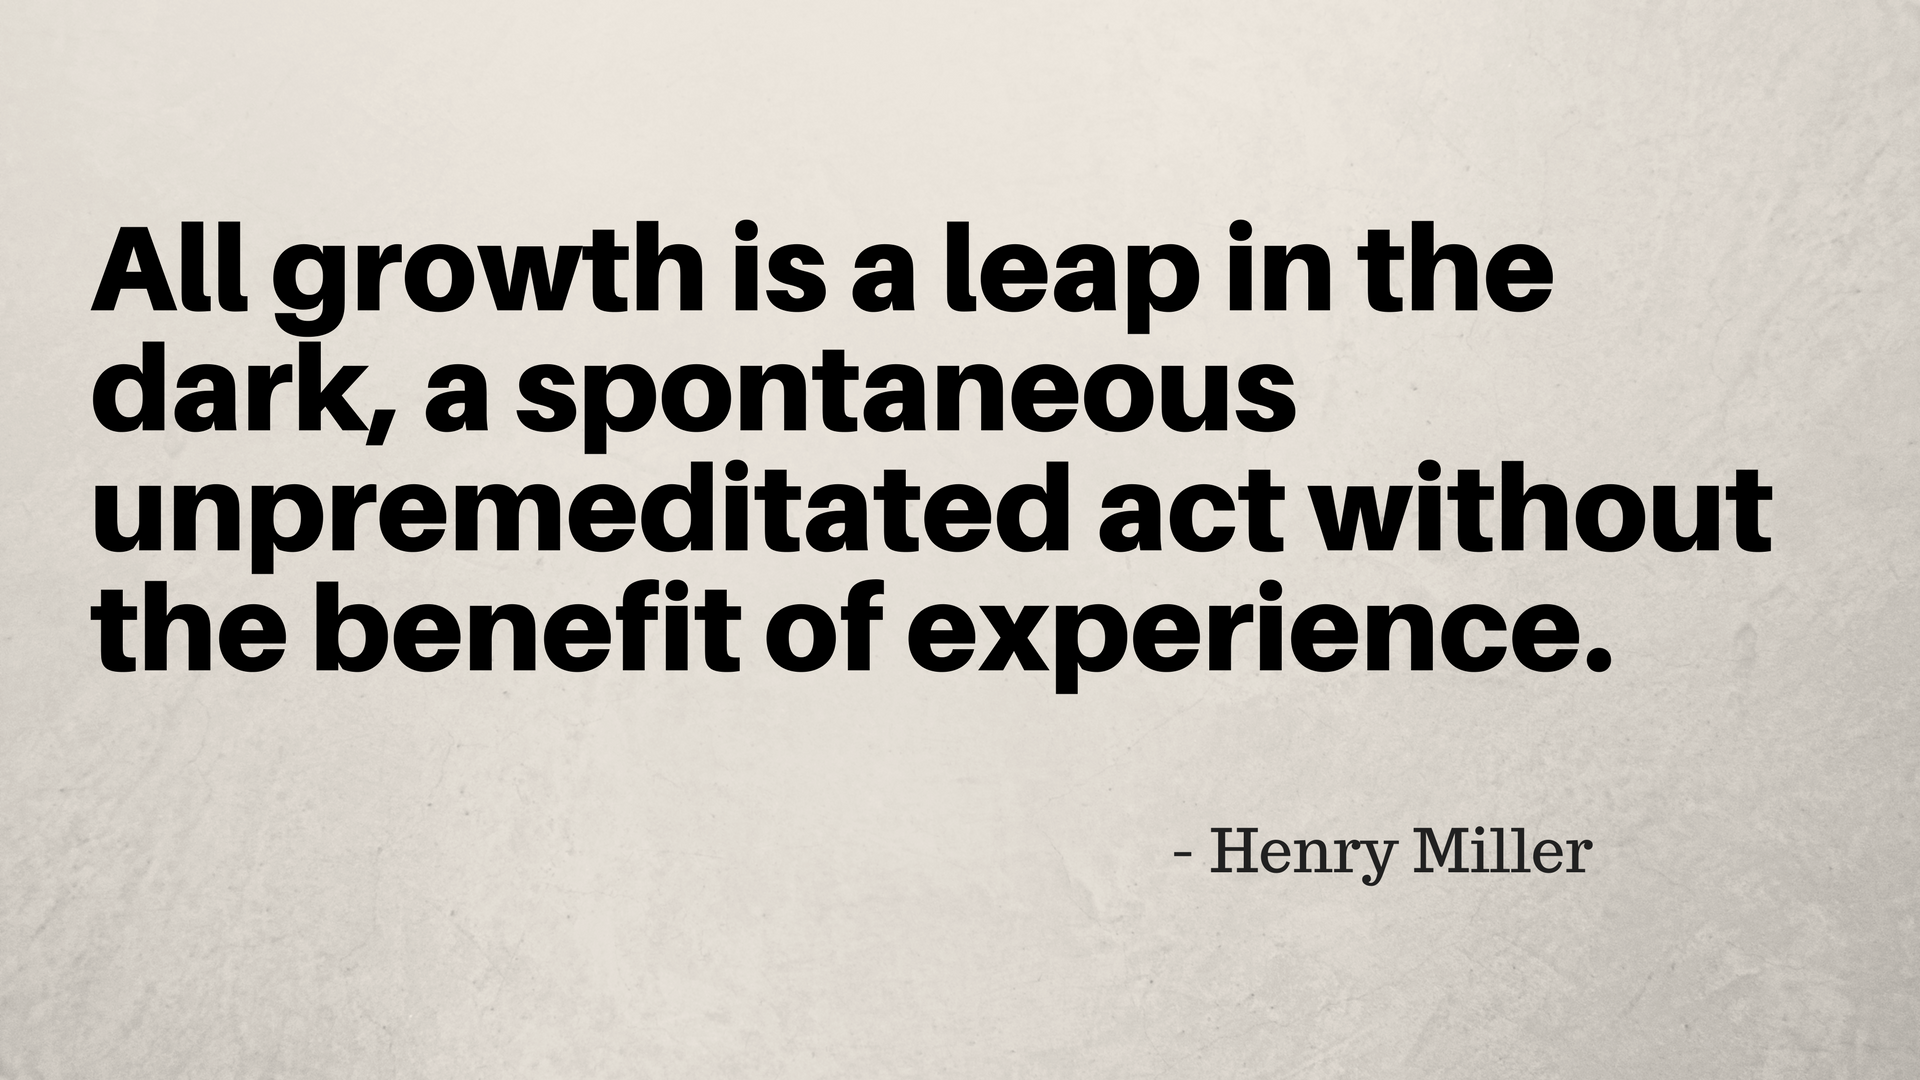 All growth is a leap in the
dark, a spontaneous
unpremeditated act without
the benefit of experience.
- Henry Miller